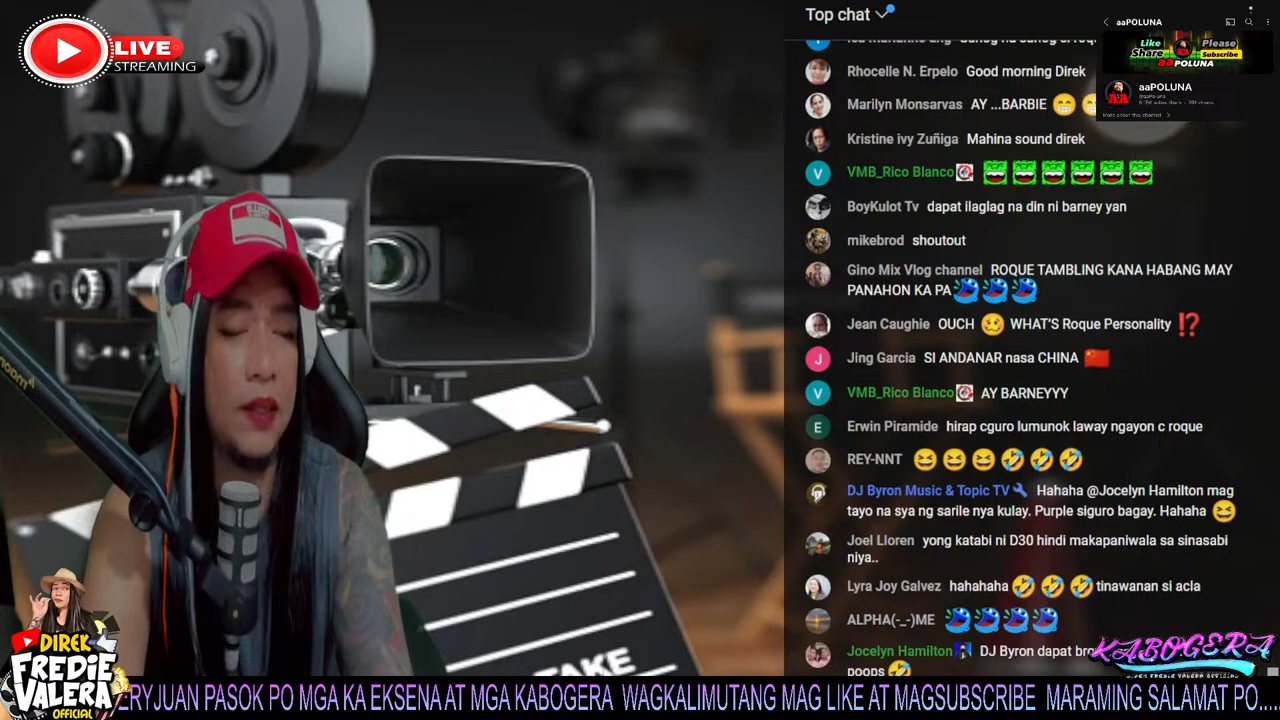 LIVE
STREAMING
Top chat
aaPOLUNA
Like
Share
Please
Subscribe
aaPOLUNA
aaPOLUNA
More about this channel
Rhocelle N. Erpelo Good morning Direk
Marilyn Monsarvas AY ...BARBIE 😁
Kristine ivy Zuñiga Mahina sound direk
V VMB_Rico Blanco
BoyKulot Tv dapat ilaglag na din ni barney yan
mikebrod shoutout
Gino Mix Vlog channel ROQUE TAMBLING KANA HABANG MAY
PANAHON KA PA
Jean Caughie OUCH 🥴 WHAT'S Roque Personality ⁉️
J Jing Garcia SI ANDANAR nasa CHINA 🇨🇳
V VMB_Rico Blanco AY BARNEYYY
E Erwin Piramide hirap cguro lumunok laway ngayon c roque
REY-NNT 😆😆😆🤣🤣🤣
DJ Byron Music & Topic TV Hahaha @Jocelyn Hamilton mag
tayo na sya ng sarile nya kulay. Purple siguro bagay. Hahaha 😆
Joel Lloren yong katabi ni D30 hindi makapaniwala sa sinasabi
niya..
Lyra Joy Galvez hahahaha 🤣🤣🤣 tinawanan si acla
ALPHA(-_-)ME
Jocelyn Hamilton DJ Byron dapat
poops 🤣
KABOGERA
TAKE
DIREK
FREDIE
VALERA
OFFICIAL
ERYJUAN PASOK PO MGA KA EKSENA AT MGA KABOGERA WAGKALIMUTANG MAG LIKE AT MAGSUBSCRIBE MARAMING SALAMAT PO.....